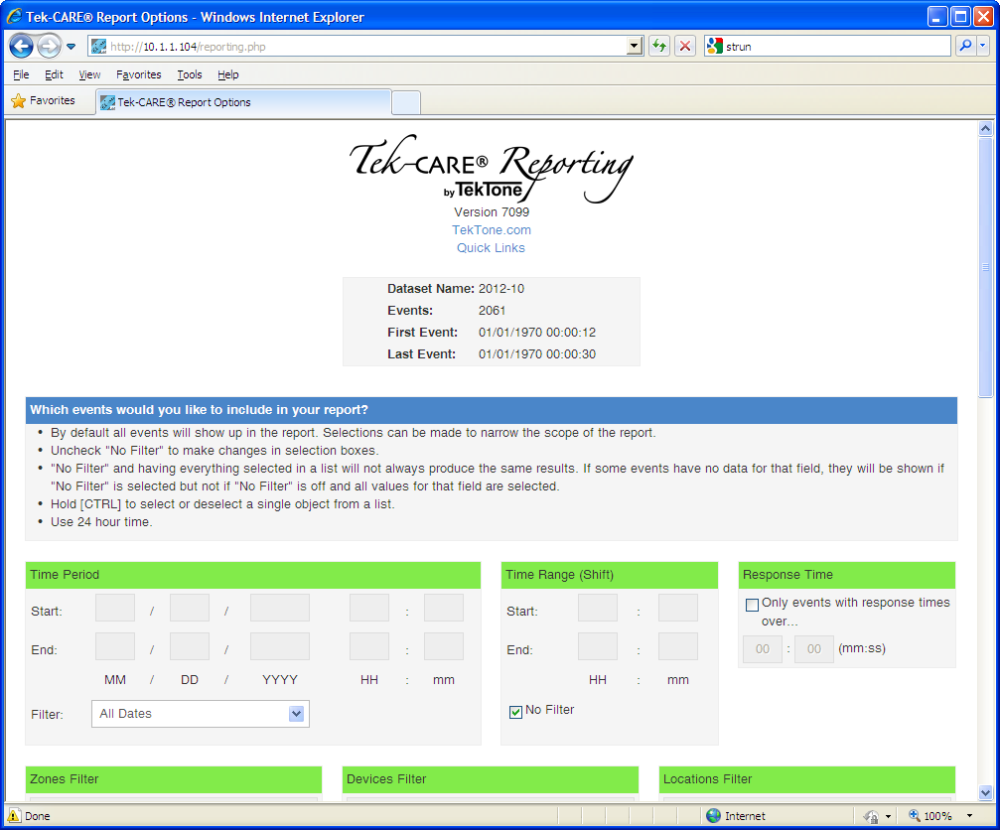 Tek-CARE® Report Options - Windows Internet Explorer
http://10.1.1.104/reporting.php
strun
File Edit View Favorites Tools Help
Favorites
Tek-CARE® Report Options
Tek-CARE® Reporting
by TekTone
Version 7099
TekTone.com
Quick Links
Dataset Name: 2012-10
Events: 2061
First Event: 01/01/1970 00:00:12
Last Event: 01/01/1970 00:00:30
Which events would you like to include in your report?
• By default all events will show up in the report. Selections can be made to narrow the scope of the report.
• Uncheck "No Filter" to make changes in selection boxes.
• "No Filter" and having everything selected in a list will not always produce the same results. If some events have no data for that field, they will be shown if
"No Filter" is selected but not if "No Filter" is off and all values for that field are selected.
• Hold [CTRL] to select or deselect a single object from a list.
• Use 24 hour time.
Time Period
Start: / / :
End: / / :
MM / DD / YYYY HH : mm
Filter: All Dates
Time Range (Shift)
Start: :
End: :
HH : mm
No Filter
Response Time
Only events with response times
over...
00 : 00 (mm:ss)
Zones Filter
Devices Filter
Locations Filter
Done
Internet
100%